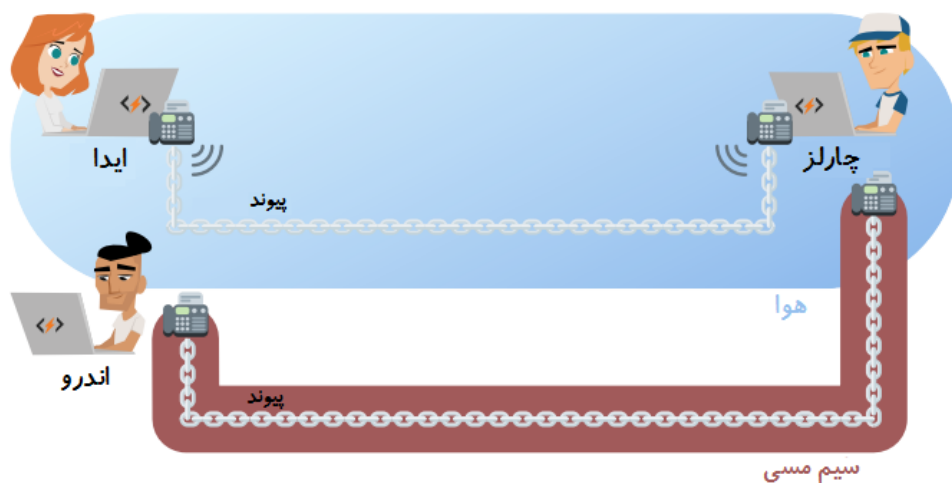 ایدا
چارلز
پیوند
هوا
اندرو
پیوند
سیم مسی